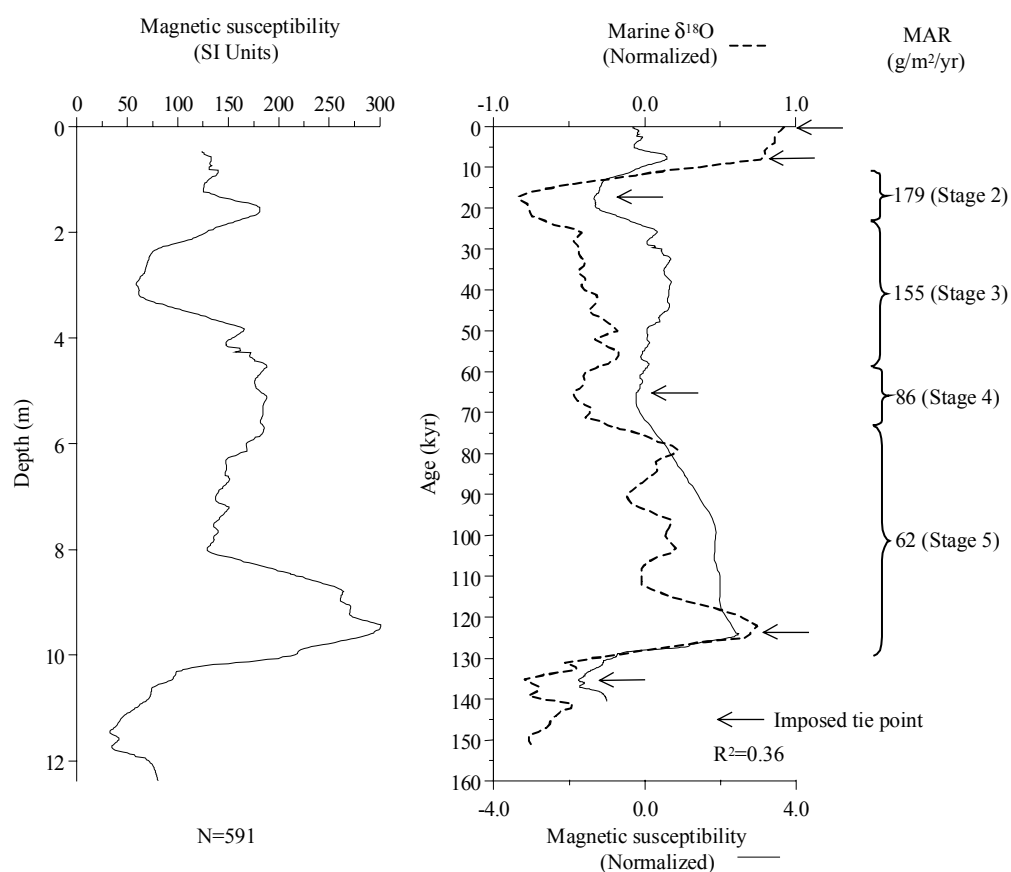 Magnetic susceptibility
(SI Units)
0 50 100 150 200 250 300
0
2
4
6
8
10
12
Depth (m)
N=591
Marine δ¹⁸O
(Normalized)
-1.0 0.0 1.0
0
10
20
30
40
50
60
70
80
90
100
110
120
130
140
150
160
Age (kyr)
Imposed tie point
R²=0.36
-4.0 0.0 4.0
Magnetic susceptibility
(Normalized)
MAR
(g/m²/yr)
179 (Stage 2)
155 (Stage 3)
86 (Stage 4)
62 (Stage 5)